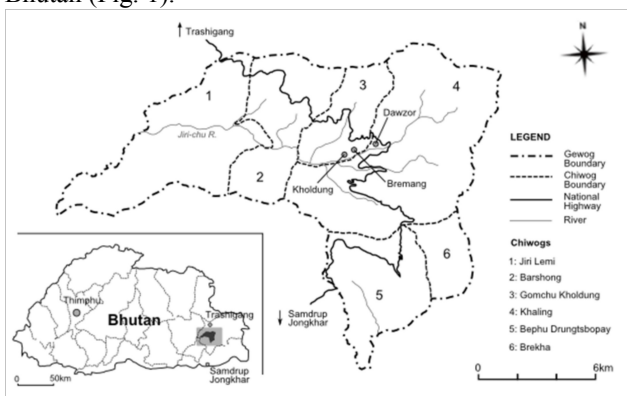 Bhutan (Fig. 1).
Trashigang
N
1
3
4
Dawzor
Jiri-chu R.
2
Kholdung
Bremang
6
5
Samdrup
Jongkhar
LEGEND
Gewog
Boundary
Chiwog
Boundary
National
Highway
River
Chiwogs
1: Jiri Lemi
2: Barshong
3: Gomchu Kholdung
4: Khaling
5: Bephu Drungtsbopay
6: Brekha
0
6km
Thimphu
Bhutan
Trashigang
Samdrup
Jongkhar
0
50km